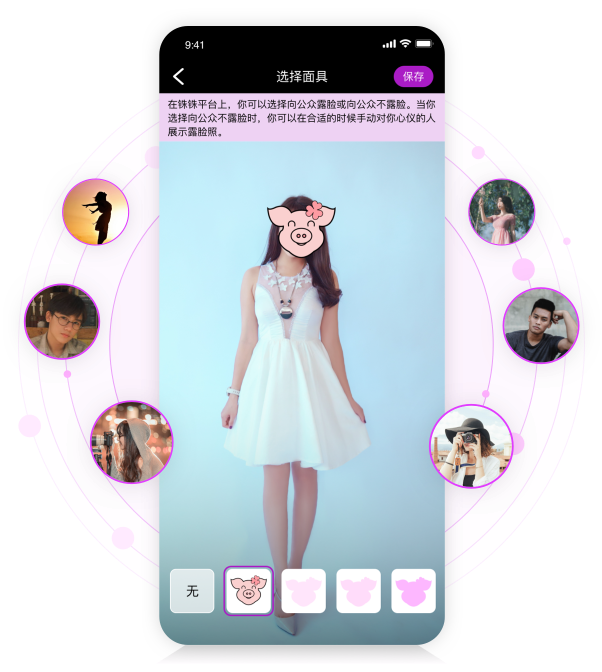 9:41
选择面具
保存
在铢铢平台上，你可以选择向公众露脸或向公众不露脸。当你
选择向公众不露脸时，你可以在合适的时候手动对你心仪的人
展示露脸照。
无